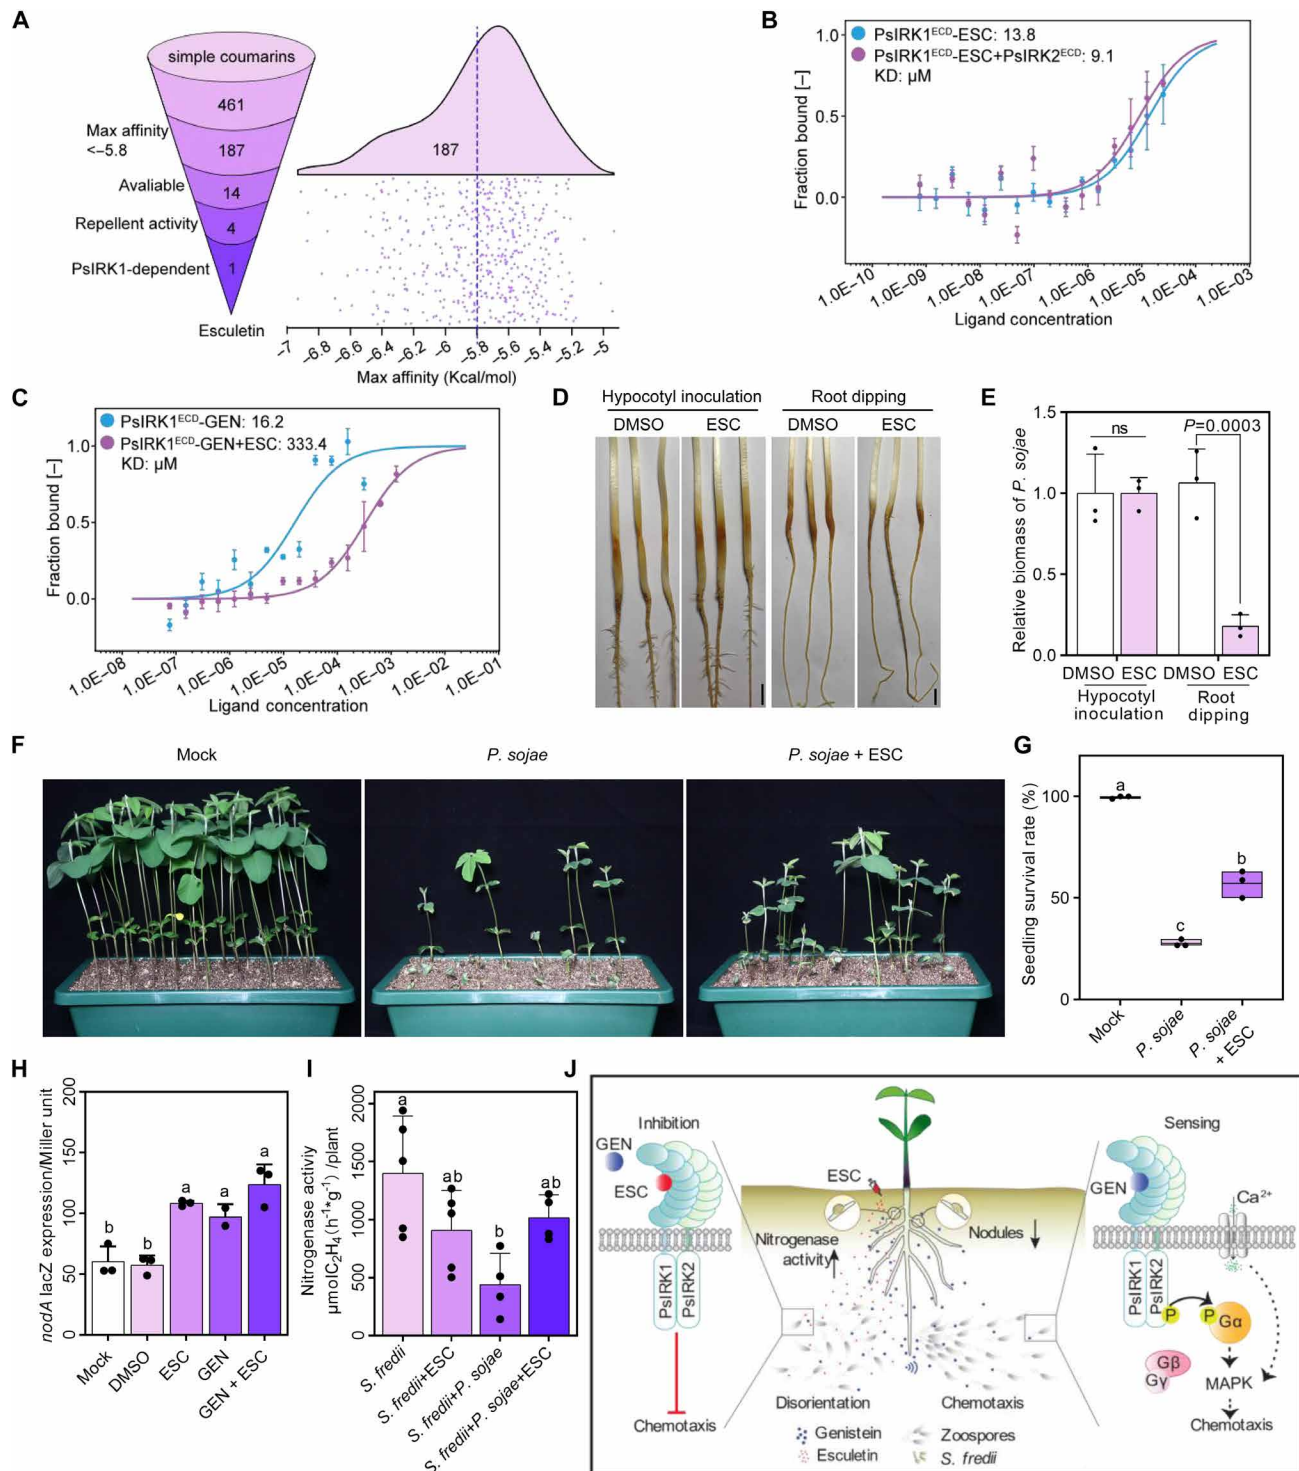 A
simple coumarins
461
Max affinity
<−5.8
187
Avaliable
14
Repellent activity
4
PsIRK1-dependent
1
Esculetin
187
−7
−6.8
−6.6
−6.4
−6.2
−6
−5.8
−5.6
−5.4
−5.2
−5
Max affinity (Kcal/mol)
B
PsIRK1ECD-ESC: 13.8
PsIRK1ECD-ESC+PsIRK2ECD: 9.1
KD: μM
Fraction bound [–]
1.0
0.5
0.0
1.0E−10
1.0E−09
1.0E−08
1.0E−07
1.0E−06
1.0E−05
1.0E−04
1.0E−03
Ligand concentration
C
PsIRK1ECD-GEN: 16.2
PsIRK1ECD-GEN+ESC: 333.4
KD: μM
Fraction bound [–]
1.0
0.5
0.0
1.0E−08
1.0E−07
1.0E−06
1.0E−05
1.0E−04
1.0E−03
1.0E−02
1.0E−01
Ligand concentration
D
Hypocotyl inoculation
Root dipping
DMSO
ESC
DMSO
ESC
E
Relative biomass of P. sojae
1.5
1.0
0.5
0.0
ns
P=0.0003
DMSO
ESC
DMSO
ESC
Hypocotyl
inoculation
Root
dipping
F
Mock
P. sojae
P. sojae + ESC
G
Seedling survival rate (%)
100
50
0
a
c
b
Mock
P. sojae
P. sojae
+ ESC
H
nodA lacZ expression/Miller unit
200
150
100
50
0
b
b
a
a
a
Mock
DMSO
ESC
GEN
GEN + ESC
I
Nitrogenase activiy
μmolC2H4(h-1*g-1) /plant
2000
1500
1000
500
0
a
ab
b
ab
S. fredii
S. fredii+ESC
S. fredii+P. sojae
S. fredii+P. sojae+ESC
J
Inhibition
GEN
ESC
PsIRK1
PsIRK2
Chemotaxis
ESC
Nitrogenase
activity
Nodules
Disorientation
Chemotaxis
Genistein
Esculetin
Zoospores
S. fredii
Sensing
GEN
Ca2+
PsIRK1
PsIRK2
P
P
Gα
Gβ
Gγ
MAPK
Chemotaxis